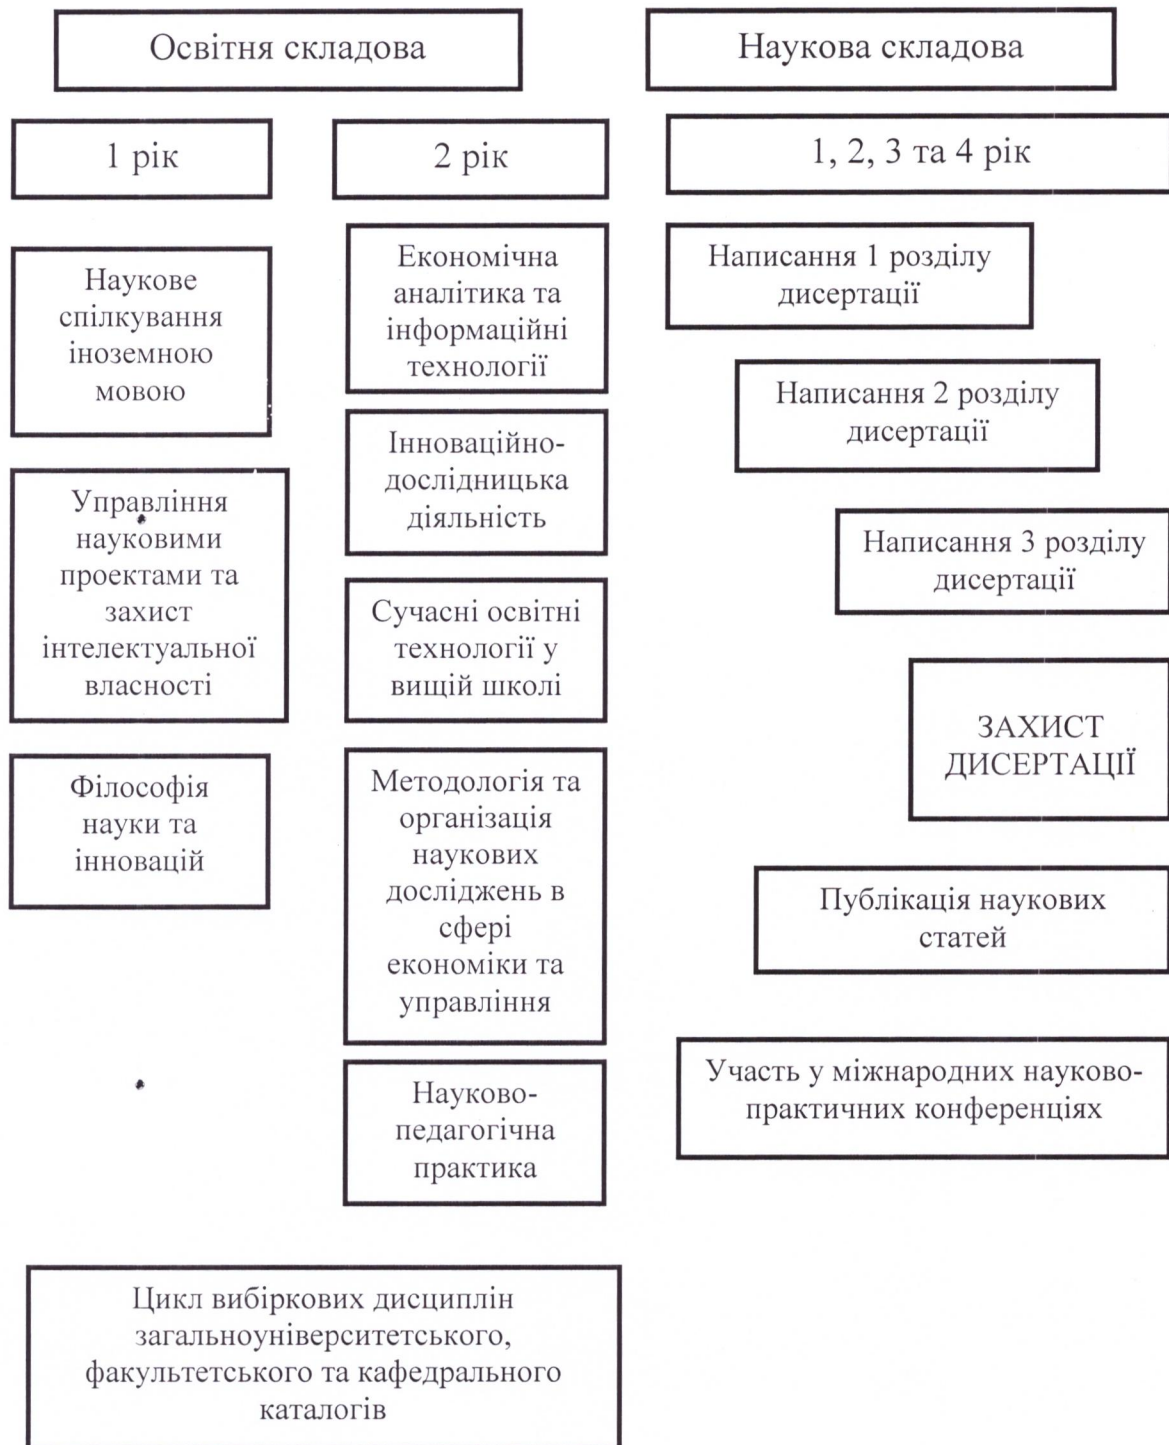 Освітня складова
Наукова складова
1 рік
2 рік
1, 2, 3 та 4 рік
Наукове
спілкування
іноземною
мовою
Управління
науковими
проектами та
захист
інтелектуальної
власності
Філософія
науки та
інновацій
Економічна
аналітика та
інформаційні
технології
Інноваційно-
дослідницька
діяльність
Сучасні освітні
технології у
вищій школі
Методологія та
організація
наукових
досліджень в
сфері
економіки та
управління
Науково-
педагогічна
практика
Написання 1 розділу
дисертації
Написання 2 розділу
дисертації
Написання 3 розділу
дисертації
ЗАХИСТ
ДИСЕРТАЦІЇ
Публікація наукових
статей
Участь у міжнародних науково-
практичних конференціях
Цикл вибіркових дисциплін
загальноуніверситетського,
факультетського та кафедрального
каталогів